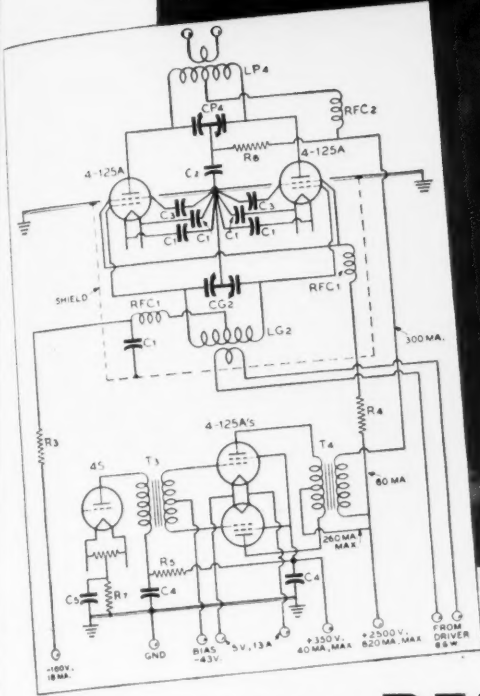 LP4
CP4
RFC2
R8
C2
4-125A
4-125A
C3
C3
C1
C1
C1
C1
SHIELD
CG2
RFC1
RFC1
LG2
C1
300 MA.
R3
R4
4-125A'S
45
T3
T4
80 MA
260 MA.
MAX
R5
C5
R7
C4
C4
-180V.
18 MA.
GND
BIAS
-43V.
5V, 13A
+350V.
40 MA, MAX
+2500V.
620 MA, MAX
FROM
DRIVER
8&W.